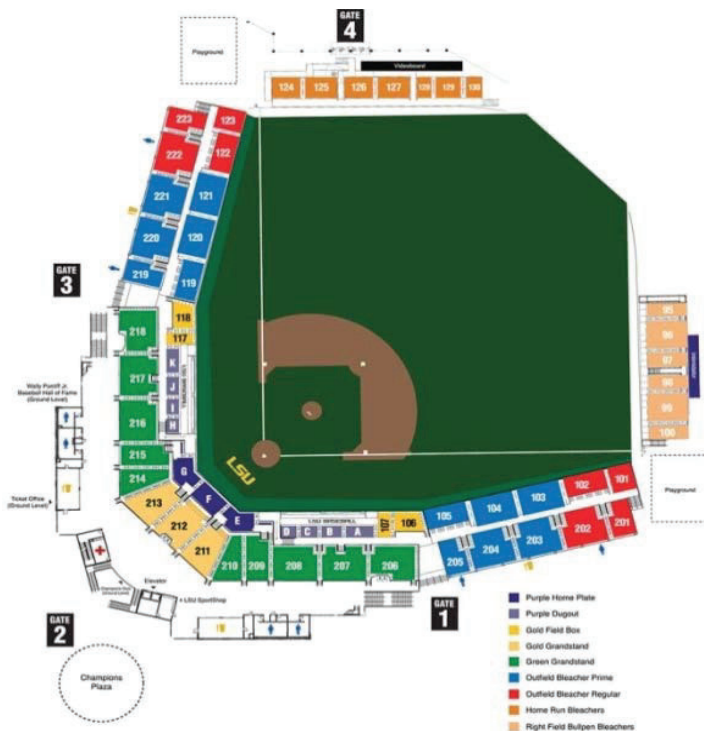 GATE
4
Playground
Videoboard
124 125 126 127 128 129 130
223 123
222 122
221 121
220 120
219 119
GATE
3
118
117
218
217
216
215
214
K
J
I
H
95
96
97
98
99
100
Wally Pontiff Jr.
Baseball Hall of Fame
(Ground Level)
Ticket Office
(Ground Level)
LSU
G
F
E
213
212
211
LSU BASEBALL
D C B A
107 106
105 104 103 102 101
205 204 203 202 201
210 209 208 207 206
Playground
Elevator
LSU SportShop
GATE
2
GATE
1
Champions
Plaza
Purple Home Plate
Purple Dugout
Gold Field Box
Gold Grandstand
Green Grandstand
Outfield Bleacher Prime
Outfield Bleacher Regular
Home Run Bleachers
Right Field Bullpen Bleachers